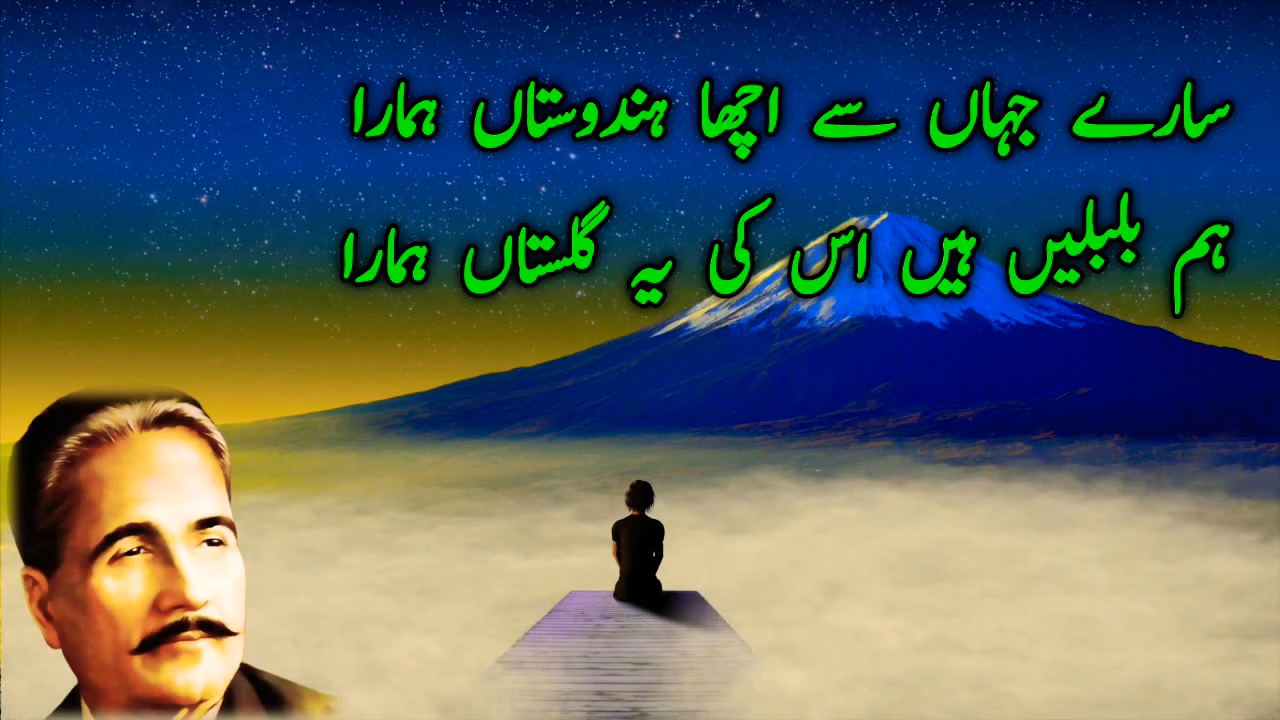 سارے جہاں سے اچھا ہندوستاں ہمارا
ہم بلبلیں ہیں اس کی یہ گلستاں ہمارا